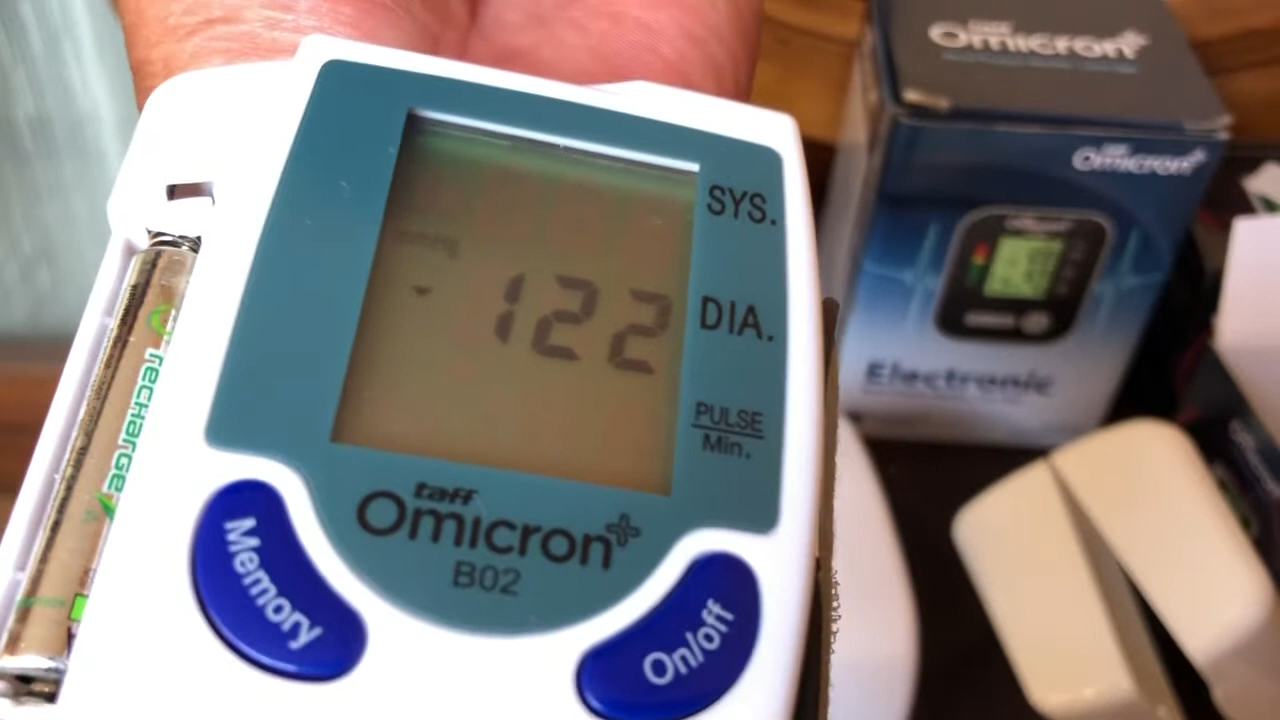 SYS.
122
DIA.
PULSE
Min.
taff
Omicron+
B02
Memory
On/off
recharge
Omicron+
Omicron+
Electronic